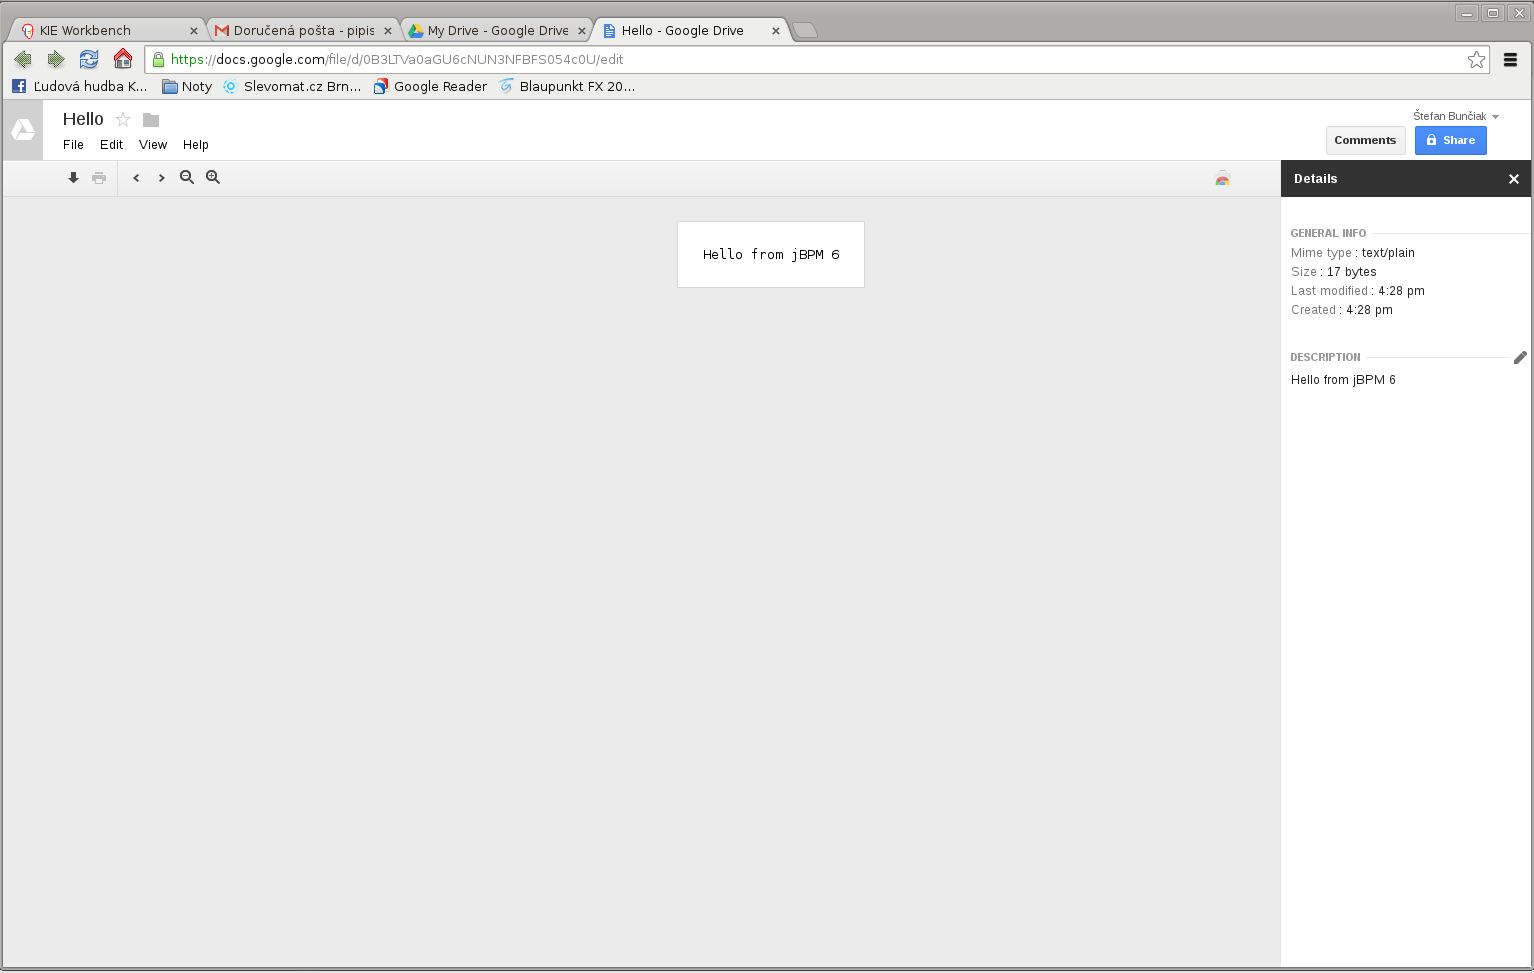 KIE Workbench
Doručená pošta - pipis
My Drive - Google Drive
Hello - Google Drive
https://docs.google.com/file/d/0B3LTVa0aGU6cNUN3NFBFS054c0U/edit
Ľudová hudba K...
Noty
Slevomat.cz Brn...
Google Reader
Blaupunkt FX 20...
Hello
Štefan Bunčiak
File Edit View Help
Comments
Share
Details
Hello from jBPM 6
GENERAL INFO
Mime type : text/plain
Size : 17 bytes
Last modified : 4:28 pm
Created : 4:28 pm
DESCRIPTION
Hello from jBPM 6